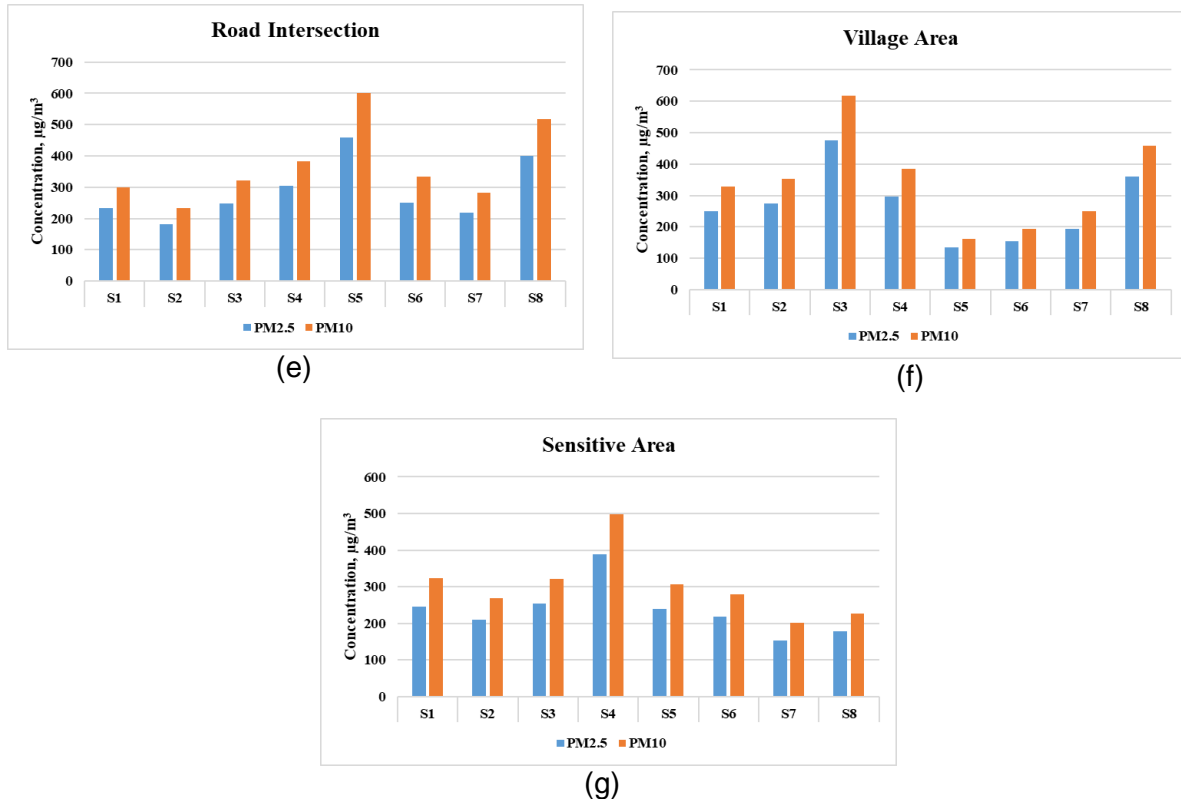 Road Intersection
700
600
500
400
300
200
100
0
Concentration, µg/m³
S1 S2 S3 S4 S5 S6 S7 S8
PM2.5 PM10
(e)
Village Area
700
600
500
400
300
200
100
0
Concentration, µg/m³
S1 S2 S3 S4 S5 S6 S7 S8
PM2.5 PM10
(f)
Sensitive Area
600
500
400
300
200
100
0
Concentration, µg/m³
S1 S2 S3 S4 S5 S6 S7 S8
PM2.5 PM10
(g)